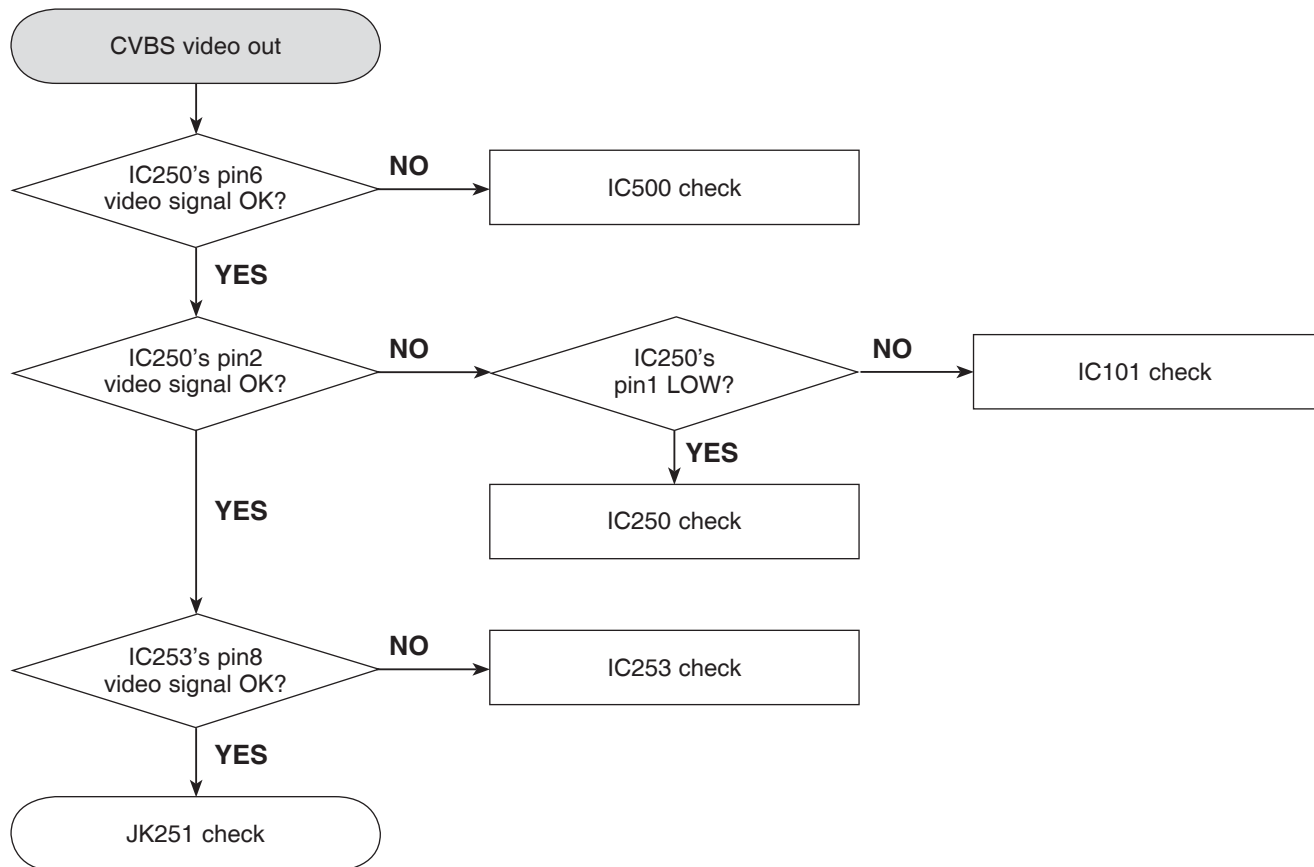 CVBS video out
IC250’s pin6
video signal OK?
NO
IC500 check
YES
IC250’s pin2
video signal OK?
NO
IC250’s
pin1 LOW?
NO
IC101 check
YES
IC250 check
YES
IC253’s pin8
video signal OK?
NO
IC253 check
YES
JK251 check